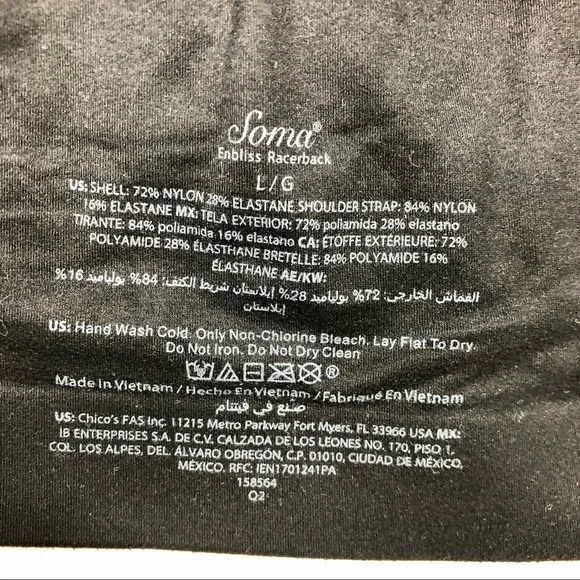 Soma®
Enbliss Racerback
L / G
US: SHELL: 72% NYLON 28% ELASTANE SHOULDER STRAP: 84% NYLON
16% ELASTANE MX: TELA EXTERIOR: 72% poliamida 28% elastano
TIRANTE: 84% poliamida 16% elastano CA: ÉTOFFE EXTÉRIEURE: 72%
POLYAMIDE 28% ÉLASTHANE BRETELLE: 84% POLYAMIDE 16%
ÉLASTHANE AE/KW:
القماش الخارجي: 72% بوليأميد 28% إيلاستان شريط الكتف: 84% بوليأميد 16%
إيلاستان
US: Hand Wash Cold. Only Non-Chlorine Bleach. Lay Flat To Dry.
Do Not Iron. Do Not Dry Clean
®
Made in Vietnam / Hecho En Vietnam / Fabriqué En Vietnam
صنع في فيتنام
US: Chico's FAS Inc. 11215 Metro Parkway Fort Myers, FL 33966 USA MX:
IB ENTERPRISES S.A. DE C.V. CALZADA DE LOS LEONES NO. 170, PISO 1,
COL. LOS ALPES, DEL. ÁLVARO OBREGÓN, C.P. 01010, CIUDAD DE MÉXICO,
MÉXICO. RFC: IEN1701241PA
158564
Q2